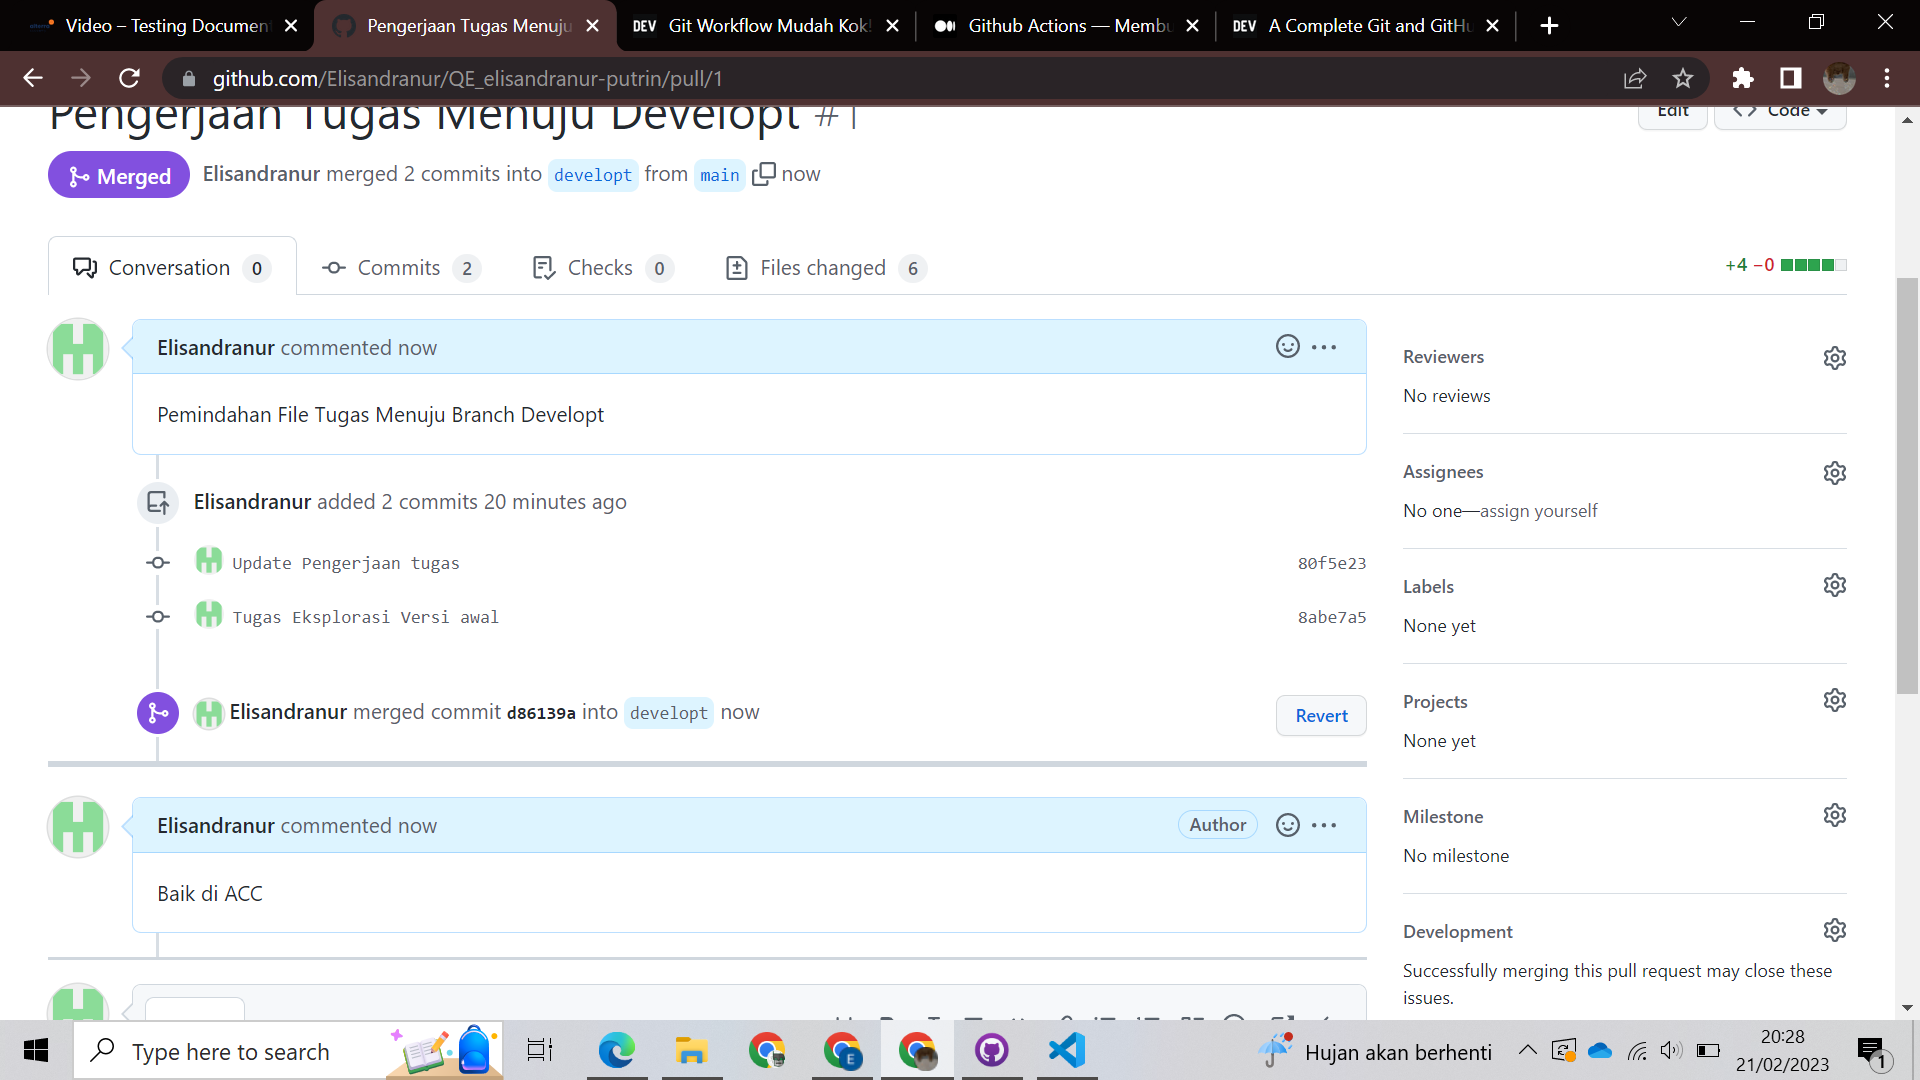 Video – Testing Document
Pengerjaan Tugas Menuju
DEV Git Workflow Mudah Kok!
Github Actions — Membu
DEV A Complete Git and GitHu
github.com/Elisandranur/QE_elisandranur-putrin/pull/1
Pengerjaan Tugas Menuju Developt #1
Edit
<> Code
Merged
Elisandranur merged 2 commits into developt from main now
Conversation 0
Commits 2
Checks 0
Files changed 6
+4 −0
Elisandranur commented now
Pemindahan File Tugas Menuju Branch Developt
Elisandranur added 2 commits 20 minutes ago
Update Pengerjaan tugas 80f5e23
Tugas Eksplorasi Versi awal 8abe7a5
Elisandranur merged commit d86139a into developt now
Revert
Elisandranur commented now
Author
Baik di ACC
Reviewers
No reviews
Assignees
No one—assign yourself
Labels
None yet
Projects
None yet
Milestone
No milestone
Development
Successfully merging this pull request may close these
issues.
Type here to search
E
Hujan akan berhenti
20:28
21/02/2023
1